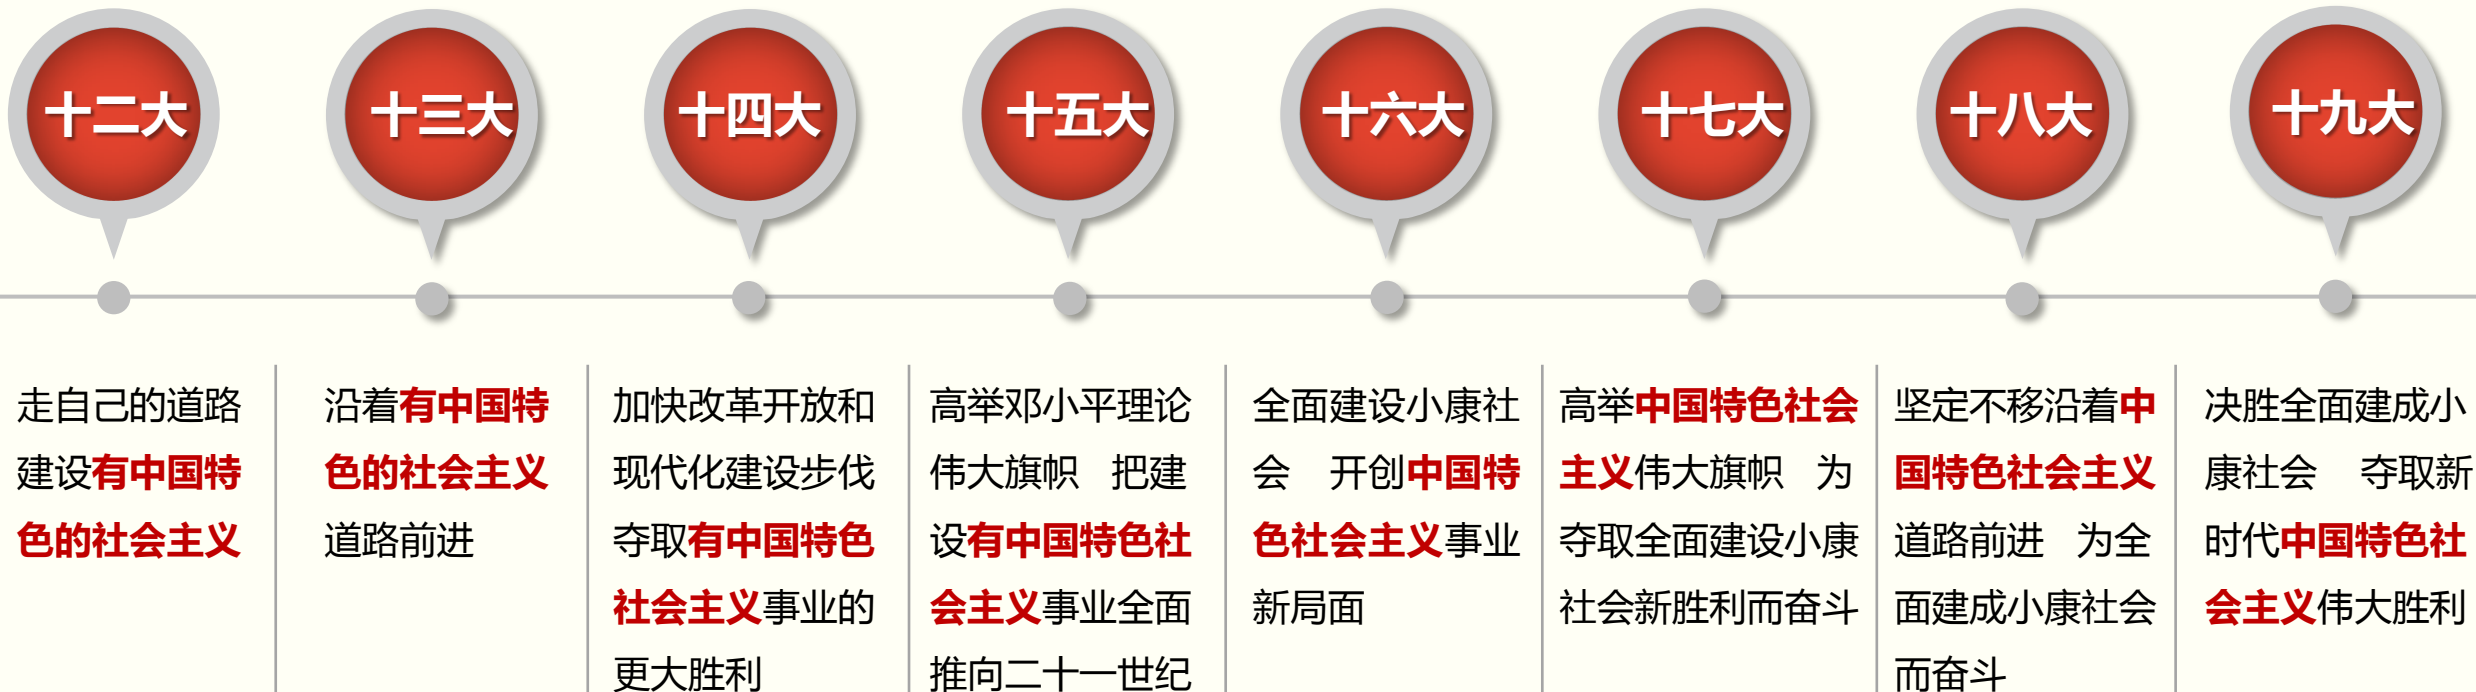 十二大
十三大
十四大
十五大
十六大
十七大
十八大
十九大
走自己的道路
建设有中国特
色的社会主义
沿着有中国特
色的社会主义
道路前进
加快改革开放和
现代化建设步伐
夺取有中国特色
社会主义事业的
更大胜利
高举邓小平理论
伟大旗帜 把建
设有中国特色社
会主义事业全面
推向二十一世纪
全面建设小康社
会 开创中国特
色社会主义事业
新局面
高举中国特色社会
主义伟大旗帜 为
夺取全面建设小康
社会新胜利而奋斗
坚定不移沿着中
国特色社会主义
道路前进 为全
面建成小康社会
而奋斗
决胜全面建成小
康社会 夺取新
时代中国特色社
会主义伟大胜利